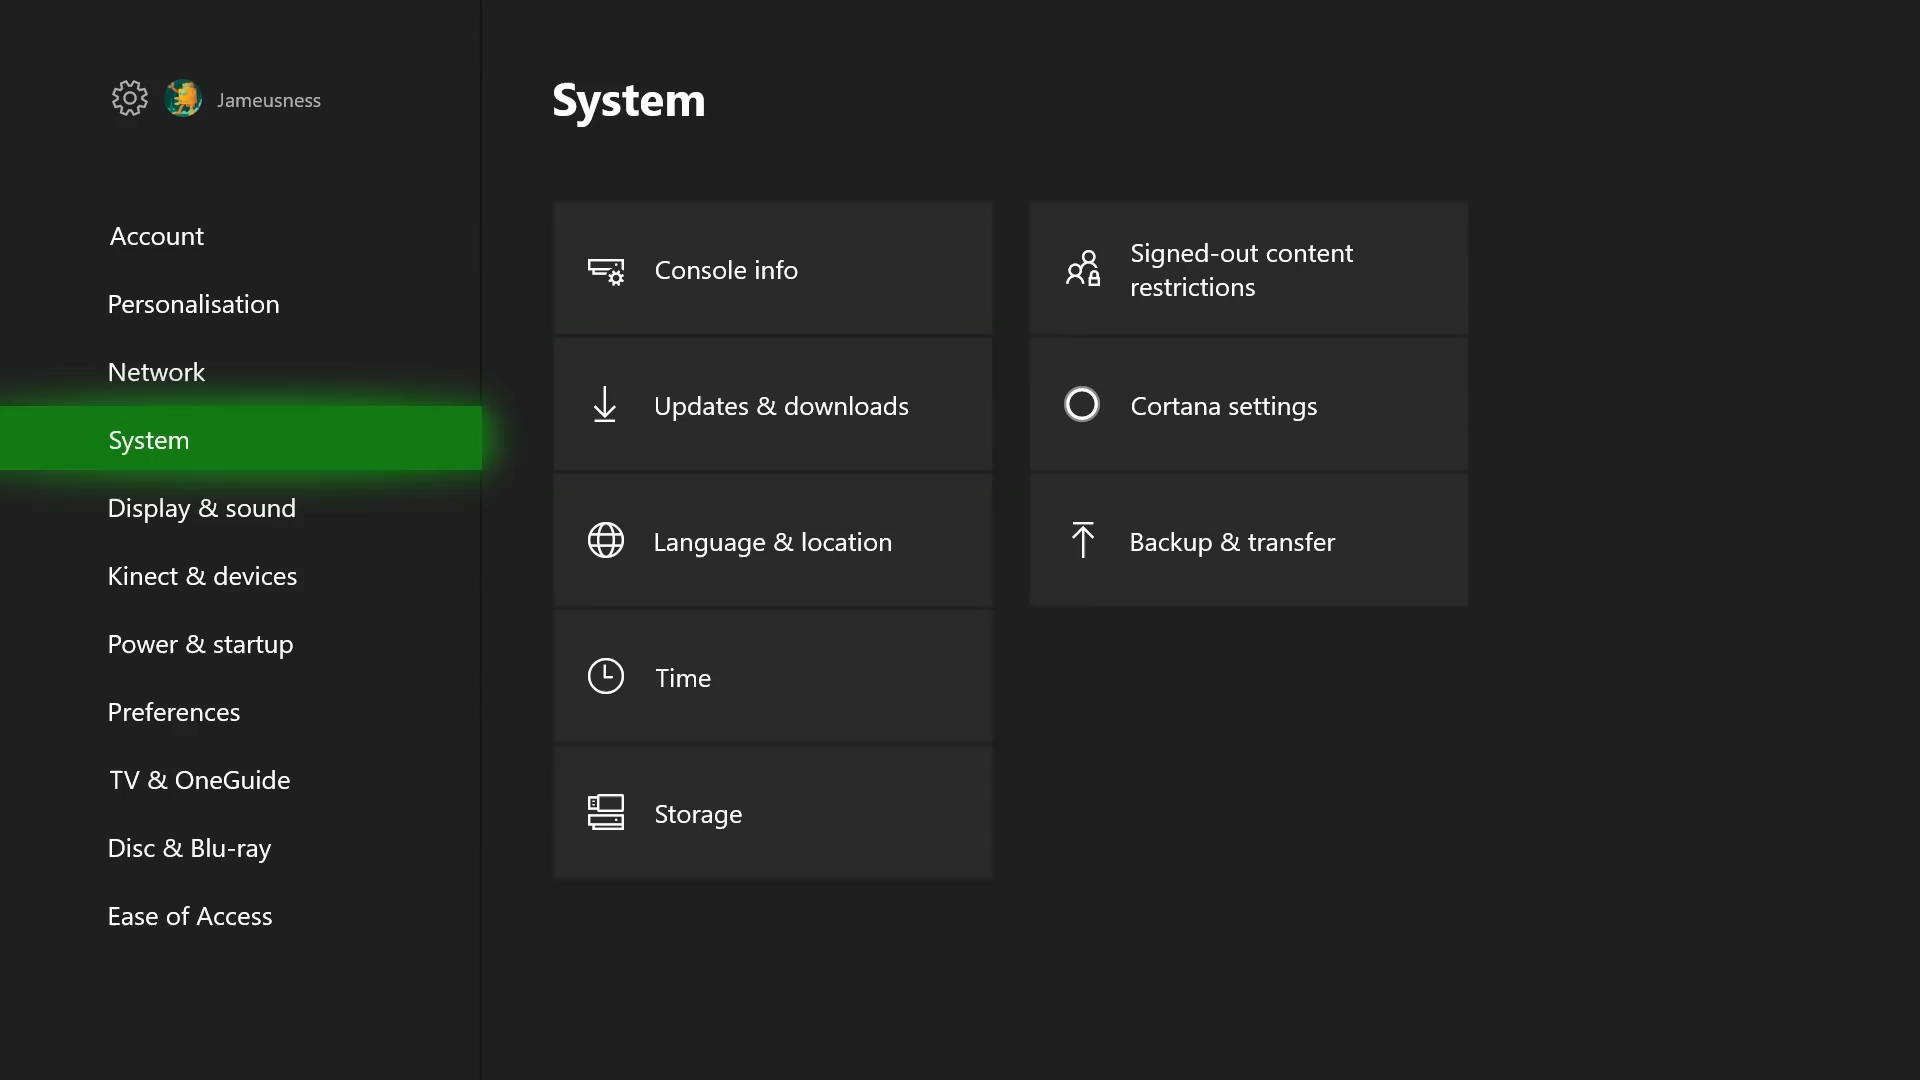 Jameusness
System
Account
Personalisation
Network
System
Display & sound
Kinect & devices
Power & startup
Preferences
TV & OneGuide
Disc & Blu-ray
Ease of Access
Console info
Updates & downloads
Language & location
Time
Storage
Signed-out content
restrictions
Cortana settings
Backup & transfer